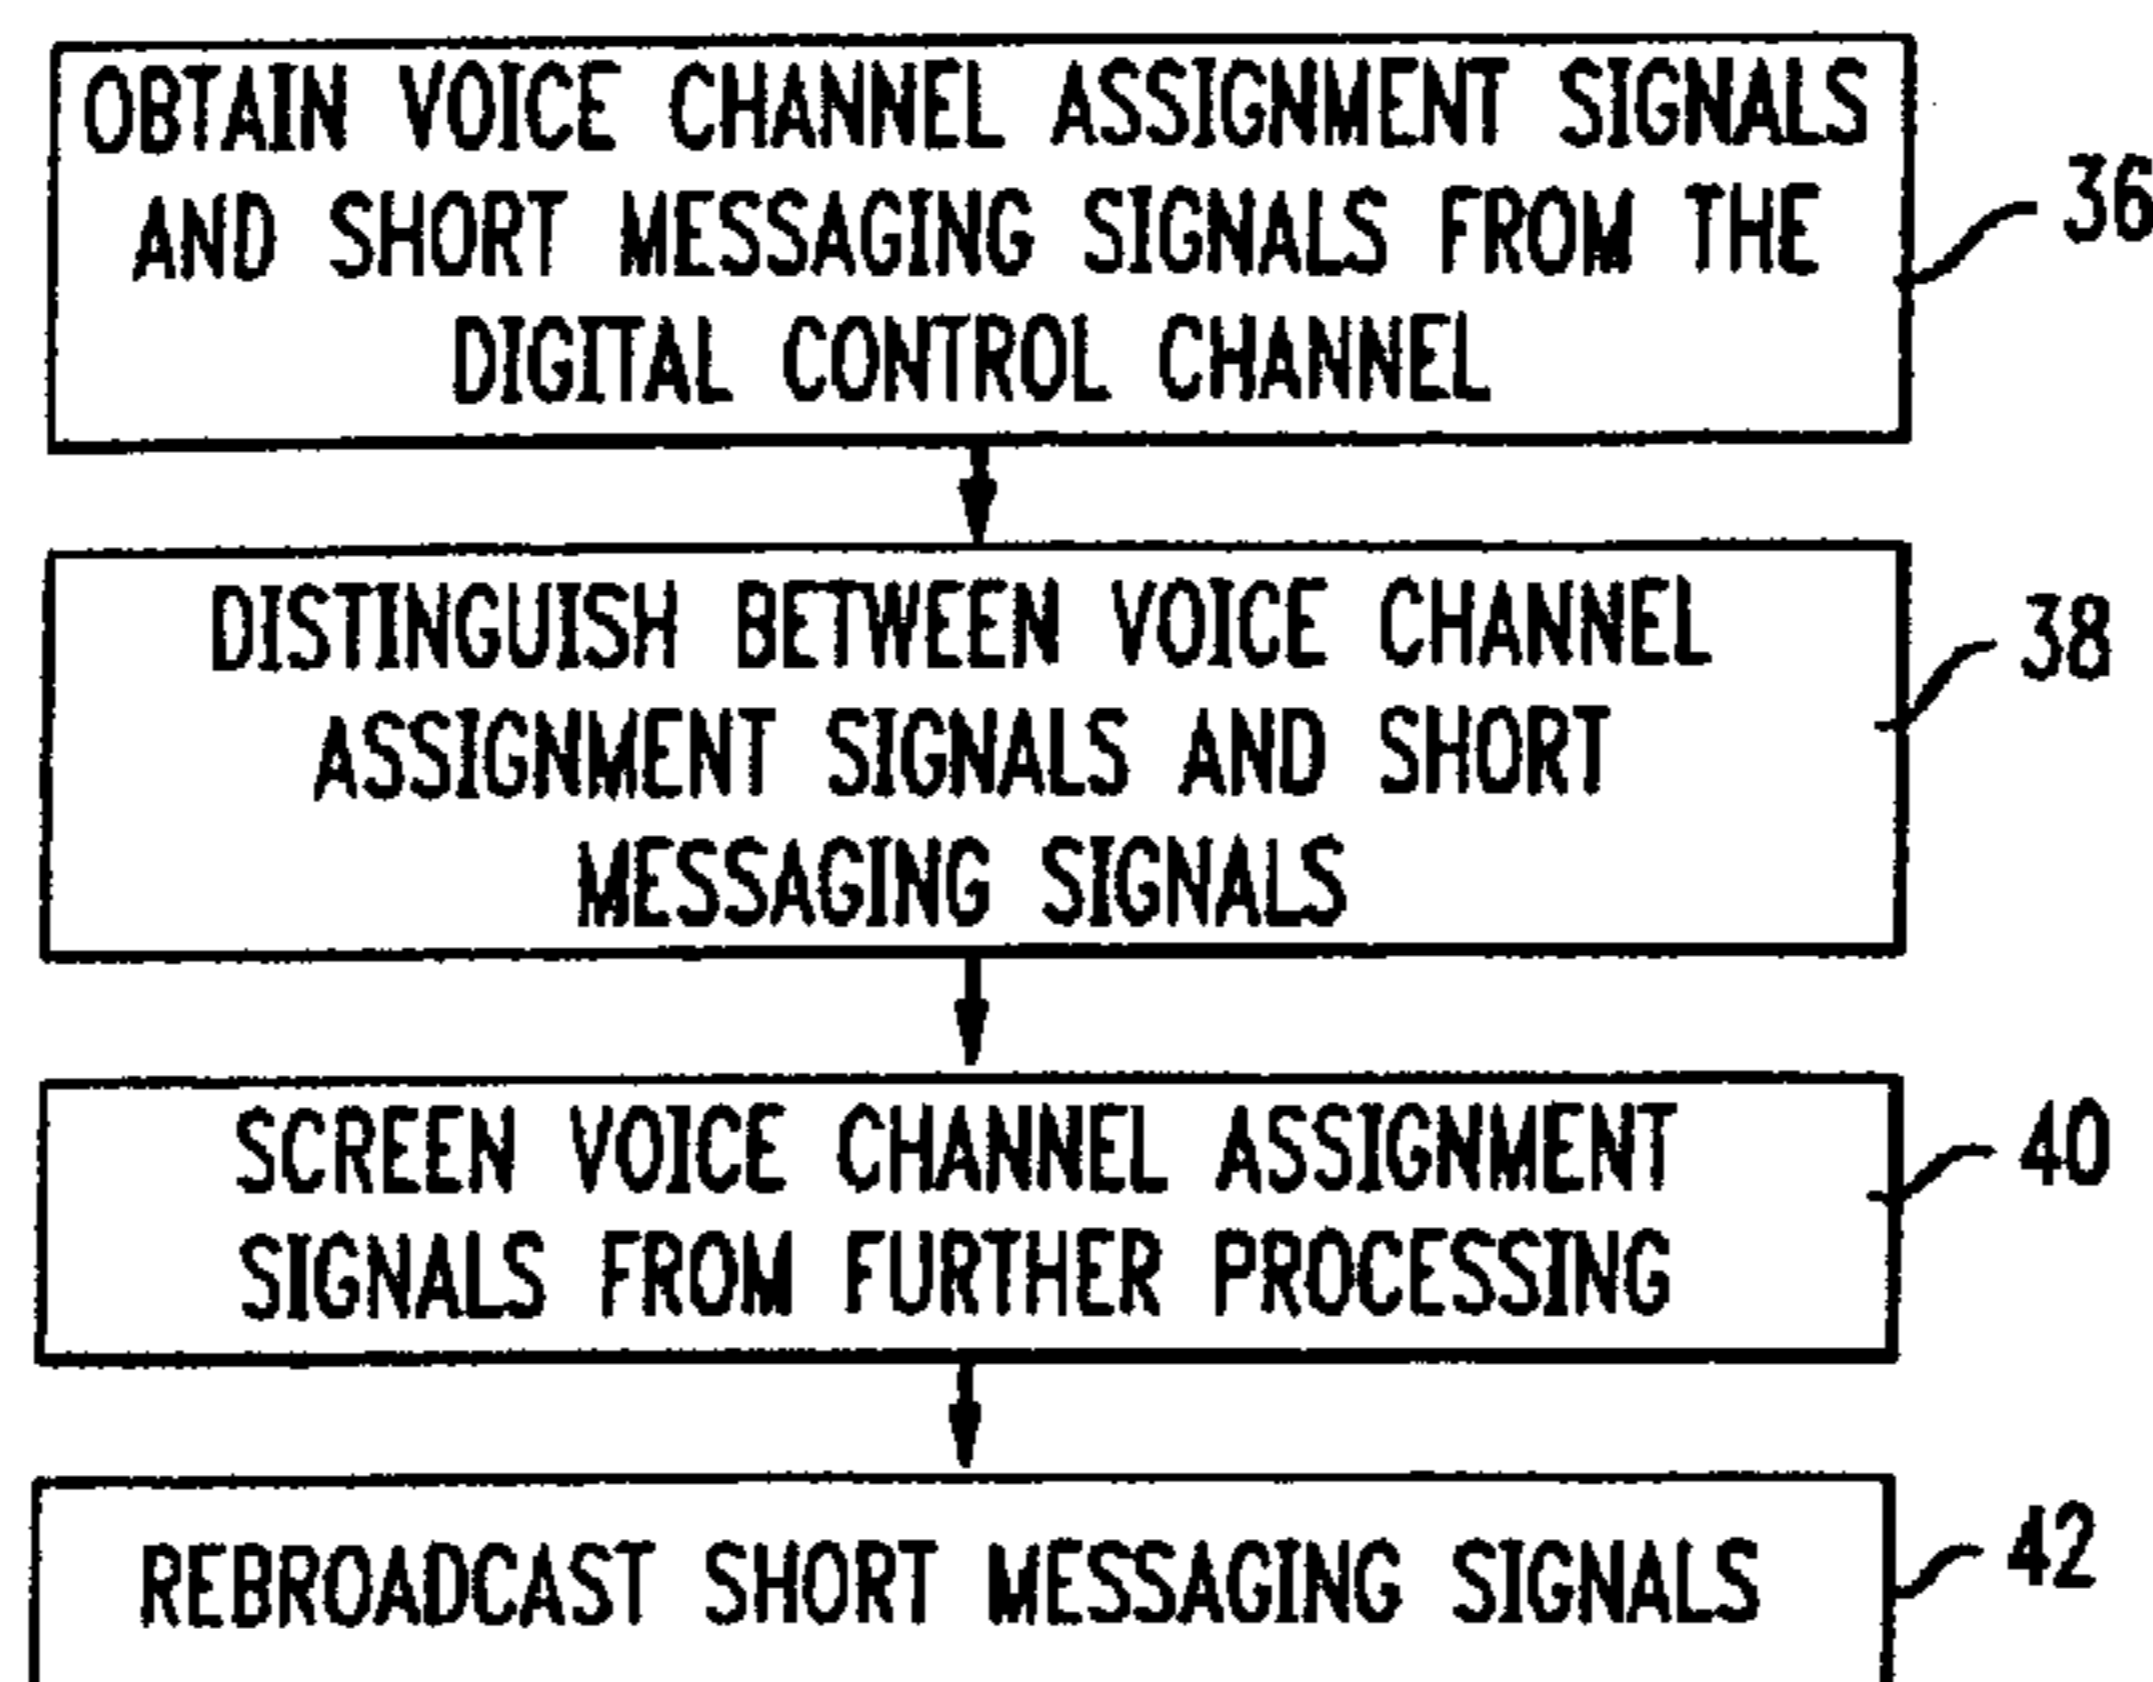 OBTAIN VOICE CHANNEL ASSIGNMENT SIGNALS
AND SHORT MESSAGING SIGNALS FROM THE
DIGITAL CONTROL CHANNEL
36
DISTINGUISH BETWEEN VOICE CHANNEL
ASSIGNMENT SIGNALS AND SHORT
MESSAGING SIGNALS
38
SCREEN VOICE CHANNEL ASSIGNMENT
SIGNALS FROM FURTHER PROCESSING
40
REBROADCAST SHORT MESSAGING SIGNALS
42